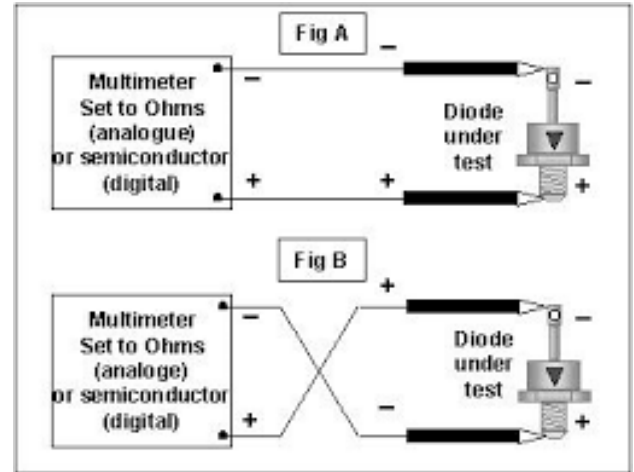 Fig A
Multimeter
Set to Ohms
(analogue)
or semiconductor
(digital)
−
+
−
+
Diode
under
test
−
+
Fig B
Multimeter
Set to Ohms
(analoge)
or semiconductor
(digital)
−
+
+
−
Diode
under
test
−
+